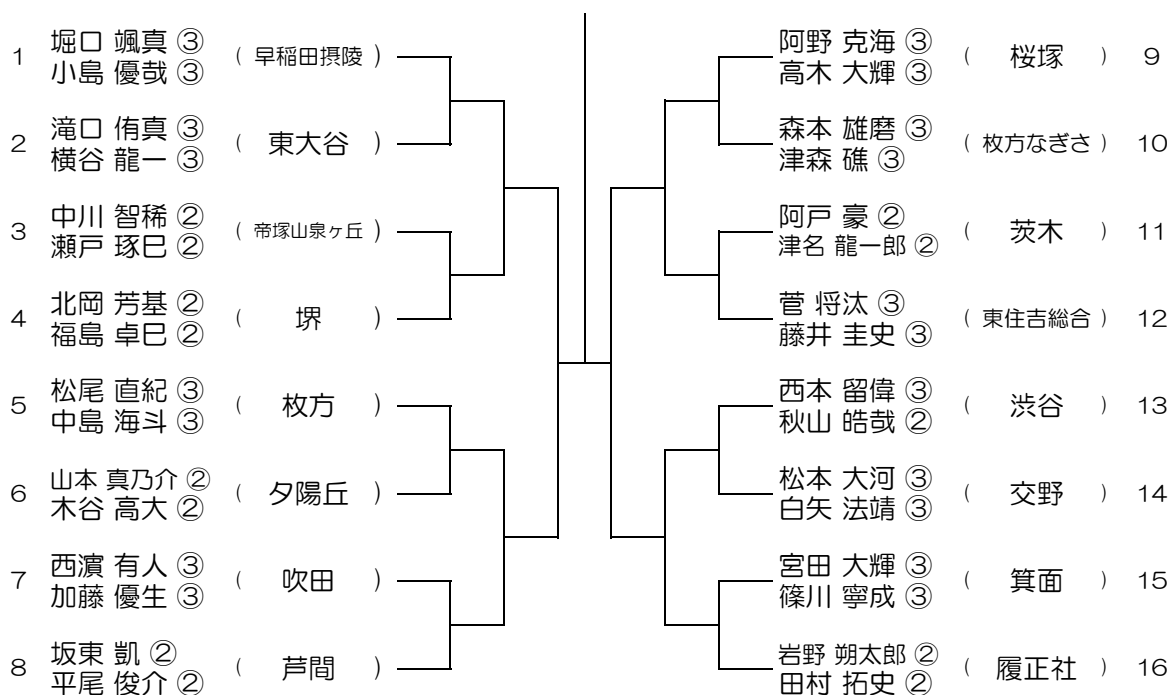 1 堀口 颯真 ③ ( 早稲田摂陵 )
小島 優哉 ③
2 滝口 侑真 ③ ( 東大谷 )
横谷 龍一 ③
3 中川 智稀 ② ( 帝塚山泉ヶ丘 )
瀬戸 琢巳 ②
4 北岡 芳基 ② ( 堺 )
福島 卓巳 ②
5 松尾 直紀 ③ ( 枚方 )
中島 海斗 ③
6 山本 真乃介 ② ( 夕陽丘 )
木谷 高大 ②
7 西濵 有人 ③ ( 吹田 )
加藤 優生 ③
8 坂東 凱 ② ( 芦間 )
平尾 俊介 ②
阿野 克海 ③ ( 桜塚 ) 9
高木 大輝 ③
森本 雄磨 ③ ( 枚方なぎさ ) 10
津森 礁 ③
阿戸 豪 ② ( 茨木 ) 11
津名 龍一郎 ②
菅 将汰 ③ ( 東住吉総合 ) 12
藤井 圭史 ③
西本 留偉 ③ ( 渋谷 ) 13
秋山 皓哉 ②
松本 大河 ③ ( 交野 ) 14
白矢 法靖 ③
宮田 大輝 ③ ( 箕面 ) 15
篠川 寧成 ③
岩野 朔太郎 ② ( 履正社 ) 16
田村 拓史 ②